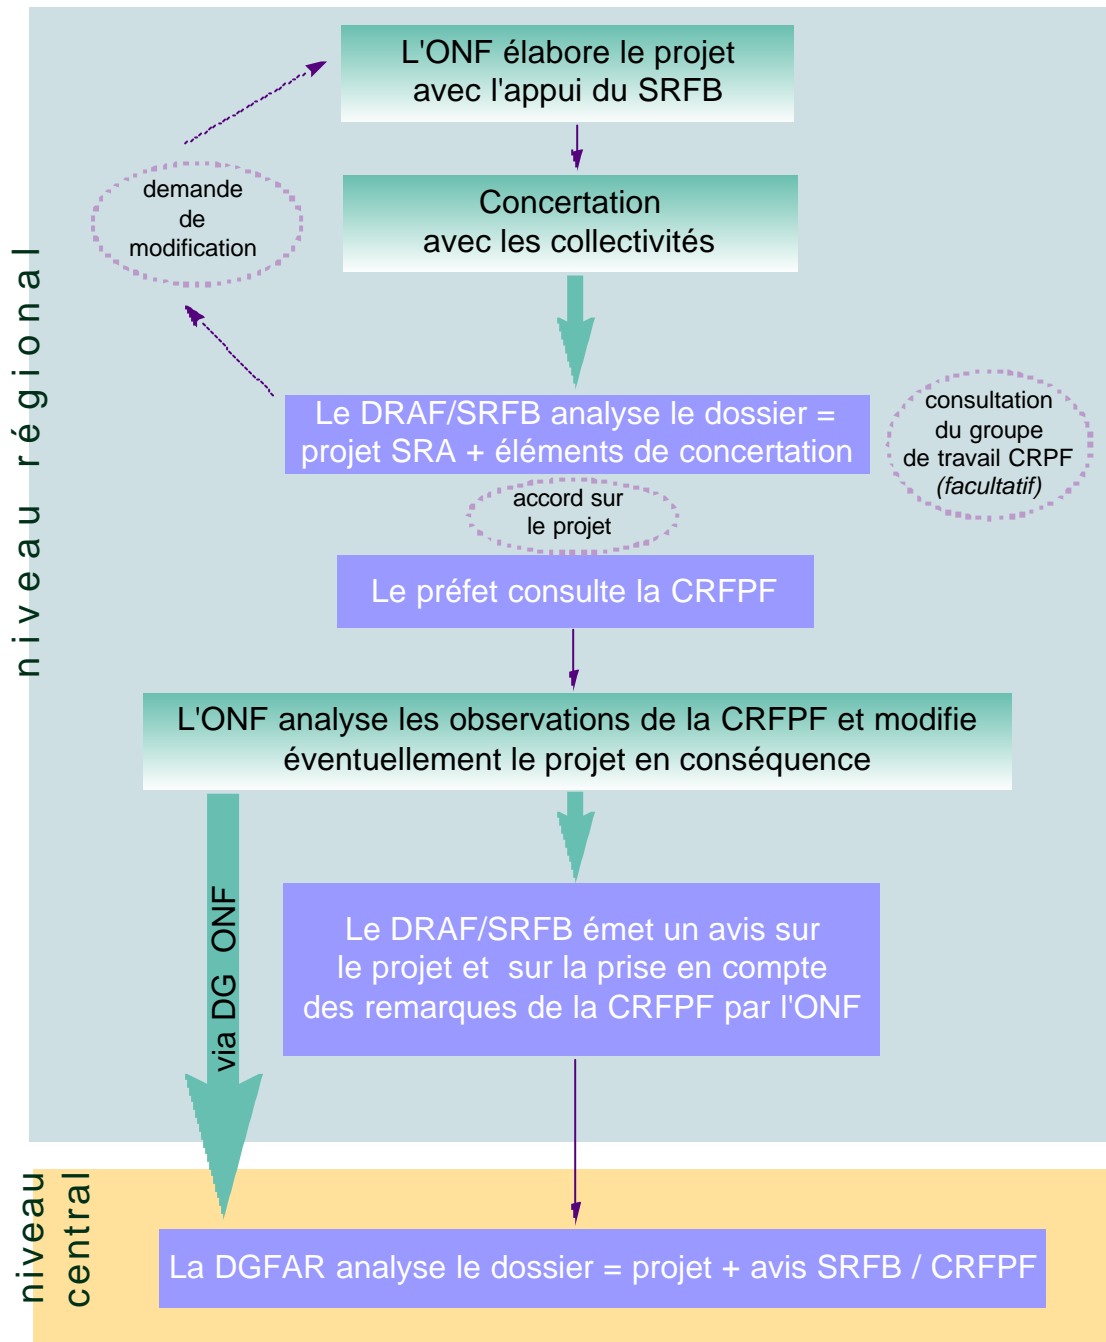 L'ONF élabore le projet
avec l'appui du SRFB
demande
de
modification
Concertation
avec les collectivités
niveau régional
Le DRAF/SRFB analyse le dossier =
projet SRA + éléments de concertation
consultation
du groupe
de travail CRPF
(facultatif)
accord sur
le projet
Le préfet consulte la CRFPF
L'ONF analyse les observations de la CRFPF et modifie
éventuellement le projet en conséquence
via DG ONF
Le DRAF/SRFB émet un avis sur
le projet et sur la prise en compte
des remarques de la CRFPF par l'ONF
niveau
central
La DGFAR analyse le dossier = projet + avis SRFB / CRFPF